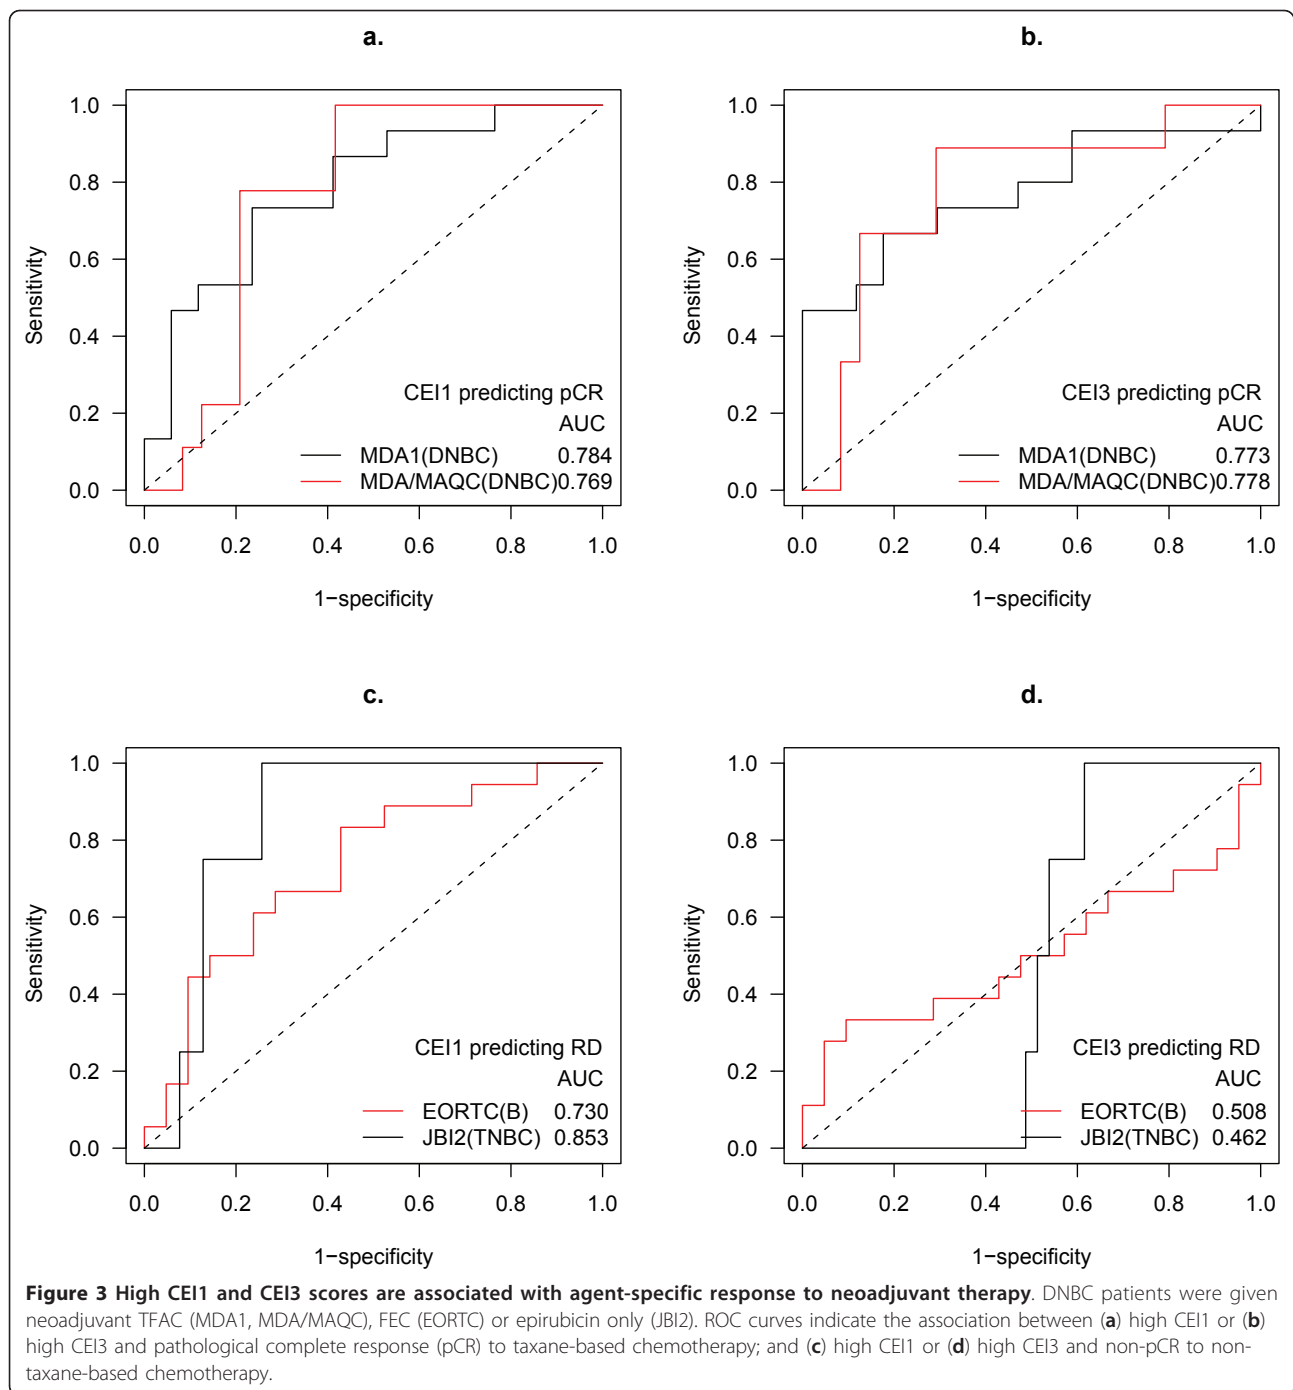 a.
1.0
0.8
0.6
0.4
0.2
0.0
Sensitivity
CEI1 predicting pCR
AUC
MDA1(DNBC) 0.784
MDA/MAQC(DNBC)0.769
0.0 0.2 0.4 0.6 0.8 1.0
1−specificity
b.
1.0
0.8
0.6
0.4
0.2
0.0
Sensitivity
CEI3 predicting pCR
AUC
MDA1(DNBC) 0.773
MDA/MAQC(DNBC)0.778
0.0 0.2 0.4 0.6 0.8 1.0
1−specificity
c.
1.0
0.8
0.6
0.4
0.2
0.0
Sensitivity
CEI1 predicting RD
AUC
EORTC(B) 0.730
JBI2(TNBC) 0.853
0.0 0.2 0.4 0.6 0.8 1.0
1−specificity
d.
1.0
0.8
0.6
0.4
0.2
0.0
Sensitivity
CEI3 predicting RD
AUC
EORTC(B) 0.508
JBI2(TNBC) 0.462
0.0 0.2 0.4 0.6 0.8 1.0
1−specificity
Figure 3 High CEI1 and CEI3 scores are associated with agent-specific response to neoadjuvant therapy. DNBC patients were given
neoadjuvant TFAC (MDA1, MDA/MAQC), FEC (EORTC) or epirubicin only (JBI2). ROC curves indicate the association between (a) high CEI1 or (b)
high CEI3 and pathological complete response (pCR) to taxane-based chemotherapy; and (c) high CEI1 or (d) high CEI3 and non-pCR to non-
taxane-based chemotherapy.